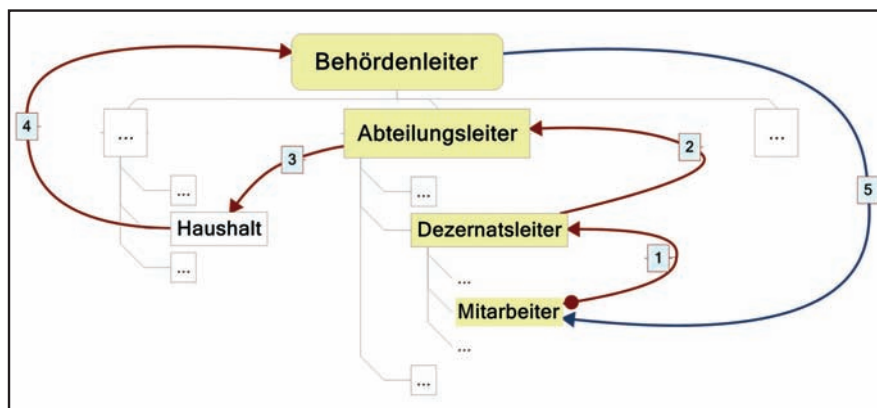 Behördenleiter
4
...
Abteilungsleiter
...
2
3
...
...
5
Haushalt
Dezernatsleiter
...
1
...
Mitarbeiter
...
...